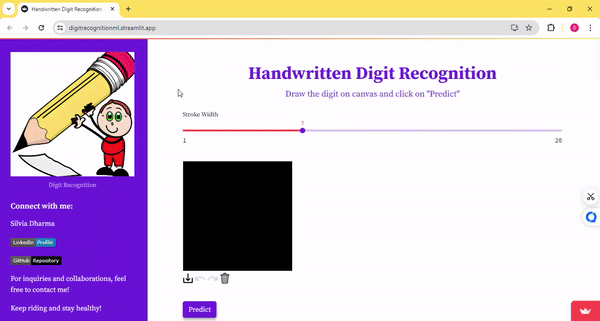 Handwritten Digit Recognition
digitrecognitionml.streamlit.app
D
Digit Recognition
Connect with me:
Silvia Dharma
LinkedIn Profile
GitHub Repository
For inquiries and collaborations, feel
free to contact me!
Keep riding and stay healthy!
Handwritten Digit Recognition
Draw the digit on canvas and click on "Predict"
Stroke Width
7
1
20
Predict